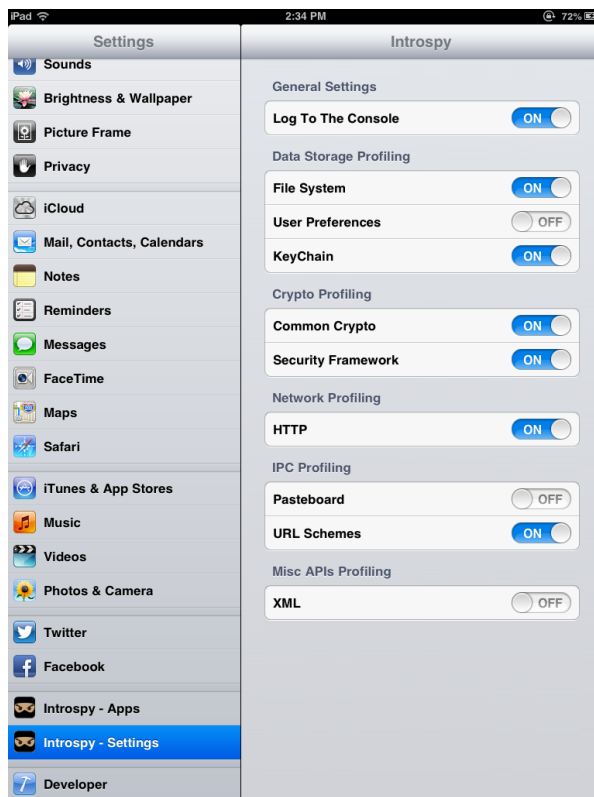 iPad 2:34 PM 72%
Settings
Introspy
Sounds
Brightness & Wallpaper
Picture Frame
Privacy
iCloud
Mail, Contacts, Calendars
Notes
Reminders
Messages
FaceTime
Maps
Safari
iTunes & App Stores
Music
Videos
Photos & Camera
Twitter
Facebook
Introspy - Apps
Introspy - Settings
Developer
General Settings
Log To The Console ON
Data Storage Profiling
File System ON
User Preferences OFF
KeyChain ON
Crypto Profiling
Common Crypto ON
Security Framework ON
Network Profiling
HTTP ON
IPC Profiling
Pasteboard OFF
URL Schemes ON
Misc APIs Profiling
XML OFF